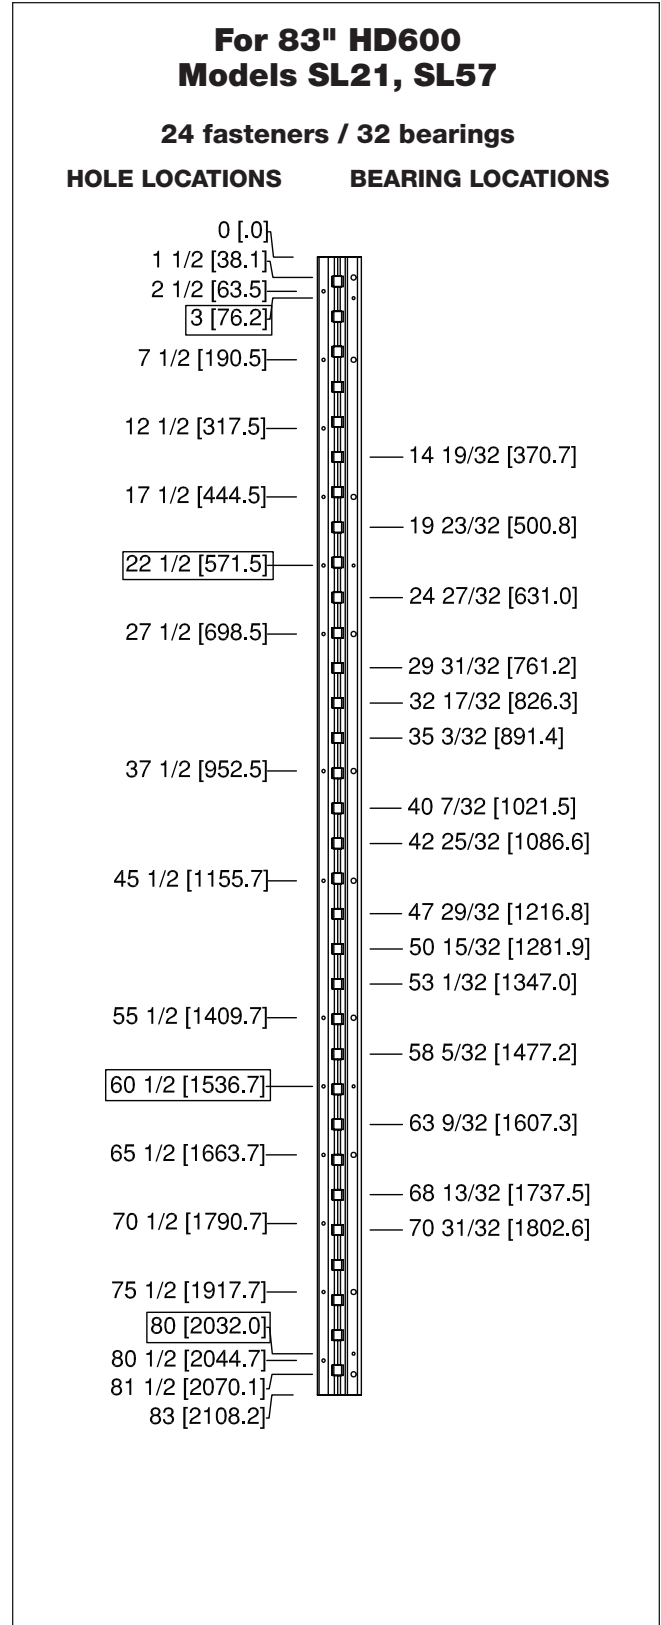 For 83" HD600
Models SL21, SL57
24 fasteners / 32 bearings
HOLE LOCATIONS
BEARING LOCATIONS
0 [.0]
1 1/2 [38.1]
2 1/2 [63.5]
3 [76.2]
7 1/2 [190.5]
12 1/2 [317.5]
14 19/32 [370.7]
17 1/2 [444.5]
19 23/32 [500.8]
22 1/2 [571.5]
24 27/32 [631.0]
27 1/2 [698.5]
29 31/32 [761.2]
32 17/32 [826.3]
35 3/32 [891.4]
37 1/2 [952.5]
40 7/32 [1021.5]
42 25/32 [1086.6]
45 1/2 [1155.7]
47 29/32 [1216.8]
50 15/32 [1281.9]
53 1/32 [1347.0]
55 1/2 [1409.7]
58 5/32 [1477.2]
60 1/2 [1536.7]
63 9/32 [1607.3]
65 1/2 [1663.7]
68 13/32 [1737.5]
70 1/2 [1790.7]
70 31/32 [1802.6]
75 1/2 [1917.7]
80 [2032.0]
80 1/2 [2044.7]
81 1/2 [2070.1]
83 [2108.2]